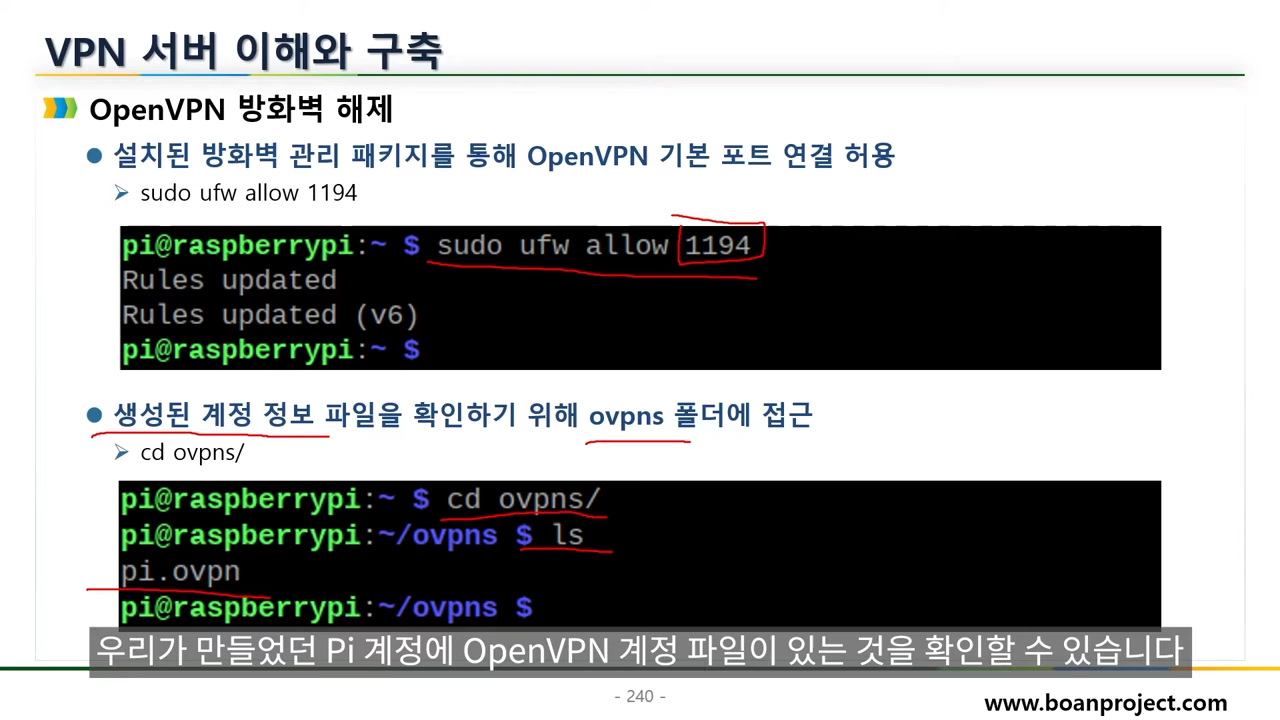 VPN 서버 이해와 구축
OpenVPN 방화벽 해제
설치된 방화벽 관리 패키지를 통해 OpenVPN 기본 포트 연결 허용
sudo ufw allow 1194
pi@raspberrypi:~ $ sudo ufw allow 1194
Rules updated
Rules updated (v6)
pi@raspberrypi:~ $
생성된 계정 정보 파일을 확인하기 위해 ovpns 폴더에 접근
cd ovpns/
pi@raspberrypi:~ $ cd ovpns/
pi@raspberrypi:~/ovpns $ ls
pi.ovpn
pi@raspberrypi:~/ovpns $
우리가 만들었던 Pi 계정에 OpenVPN 계정 파일이 있는 것을 확인할 수 있습니다
- 240 -
www.boanproject.com